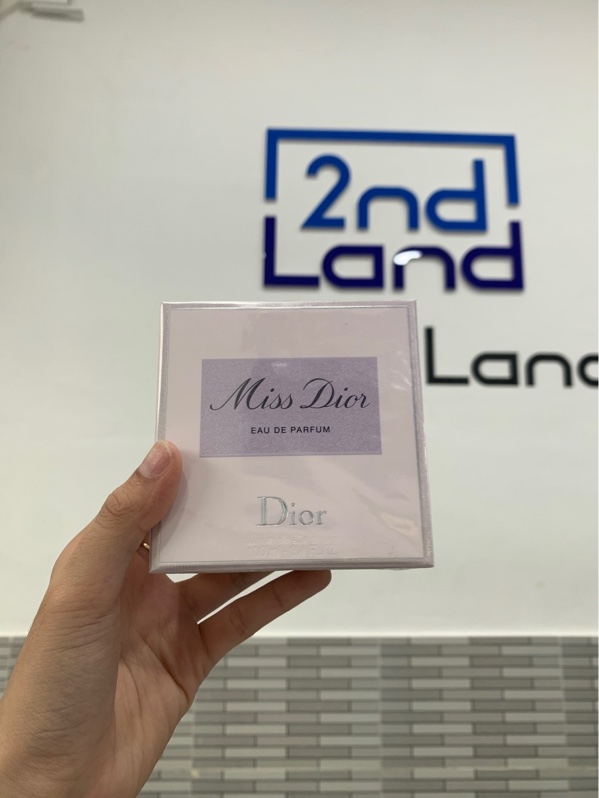 2nd
Land
Land
Miss Dior
EAU DE PARFUM
Dior